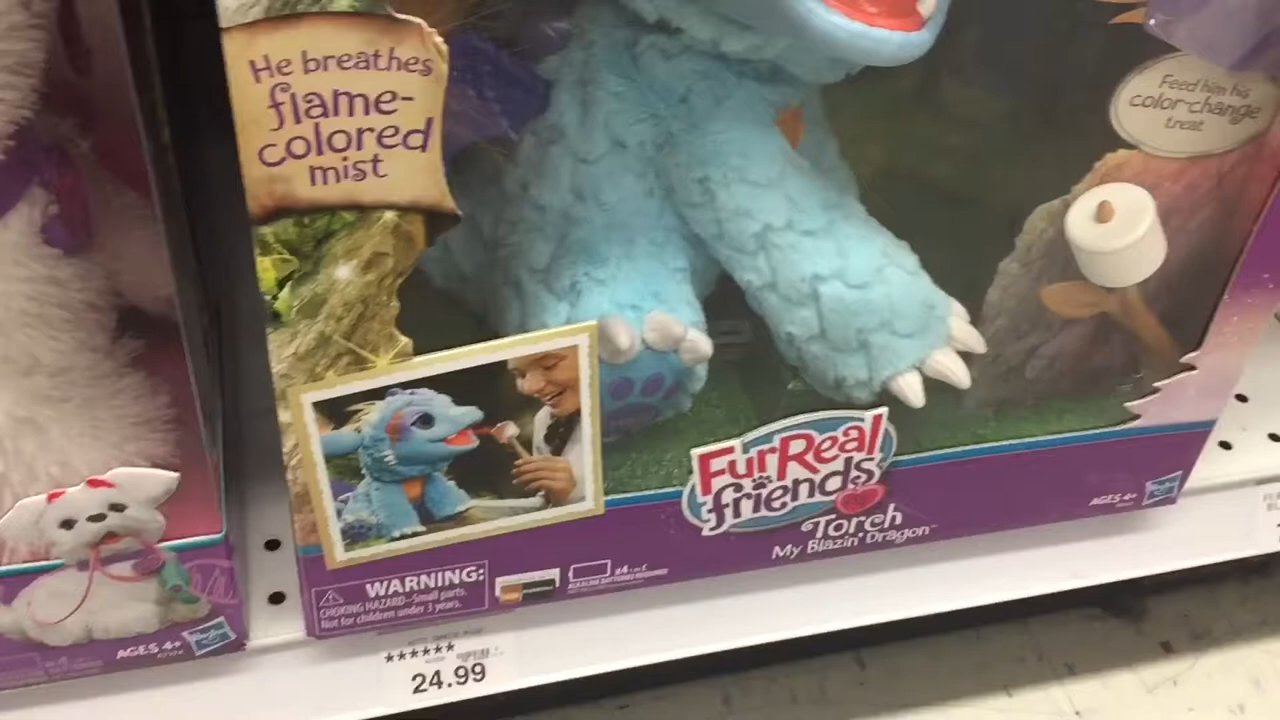 He breathes
flame-
colored
mist
Feed him his
color-change
treat
FurReal
friends
Torch
My Blazin' Dragon
AGES 4+
Hasbro
WARNING:
CHOKING HAZARD-Small parts.
Not for children under 3 years.
AGES 4+
******
24.99